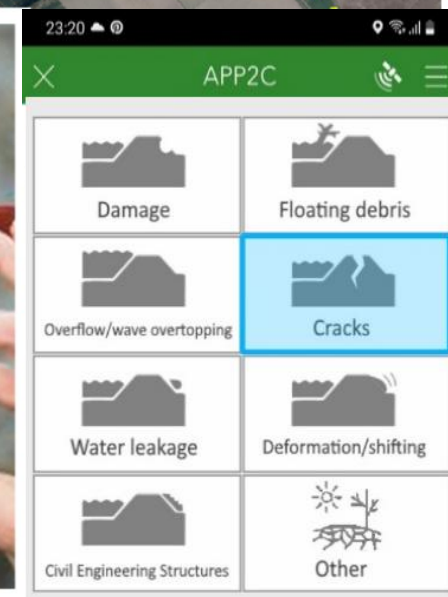 23:20
APP2C
Damage
Floating debris
Overflow/wave overtopping
Cracks
Water leakage
Deformation/shifting
Civil Engineering Structures
Other